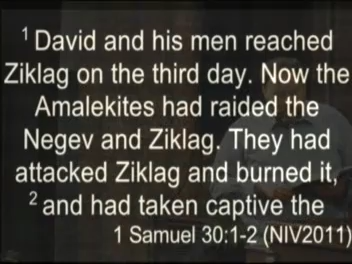 1 David and his men reached
Ziklag on the third day. Now the
Amalekites had raided the
Negev and Ziklag. They had
attacked Ziklag and burned it,
2 and had taken captive the
1 Samuel 30:1-2 (NIV2011)